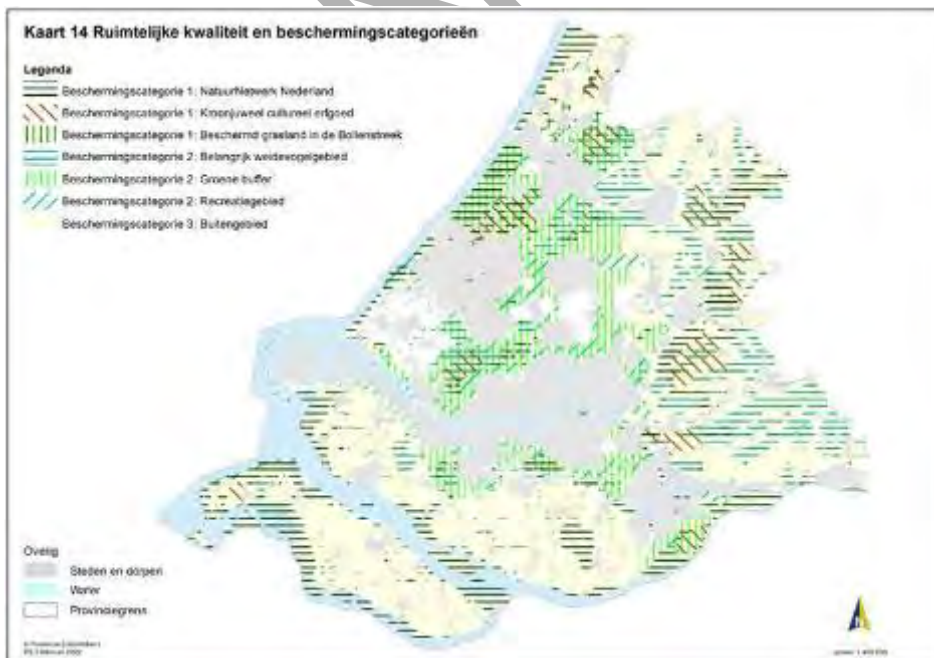 Kaart 14 Ruimtelijke kwaliteit en beschermingscategorieën
Legenda
Beschermingscategorie 1: NatuurNetwerk Nederland
Beschermingscategorie 1: Kroonjuweel cultureel erfgoed
Beschermingscategorie 1: Beschermd grasland in de Bollenstreek
Beschermingscategorie 2: Belangrijk weidevogelgebied
Beschermingscategorie 2: Groene buffer
Beschermingscategorie 2: Recreatiegebied
Beschermingscategorie 3: Buitengebied
Overig
Steden en dorpen
Water
Provinciegrens